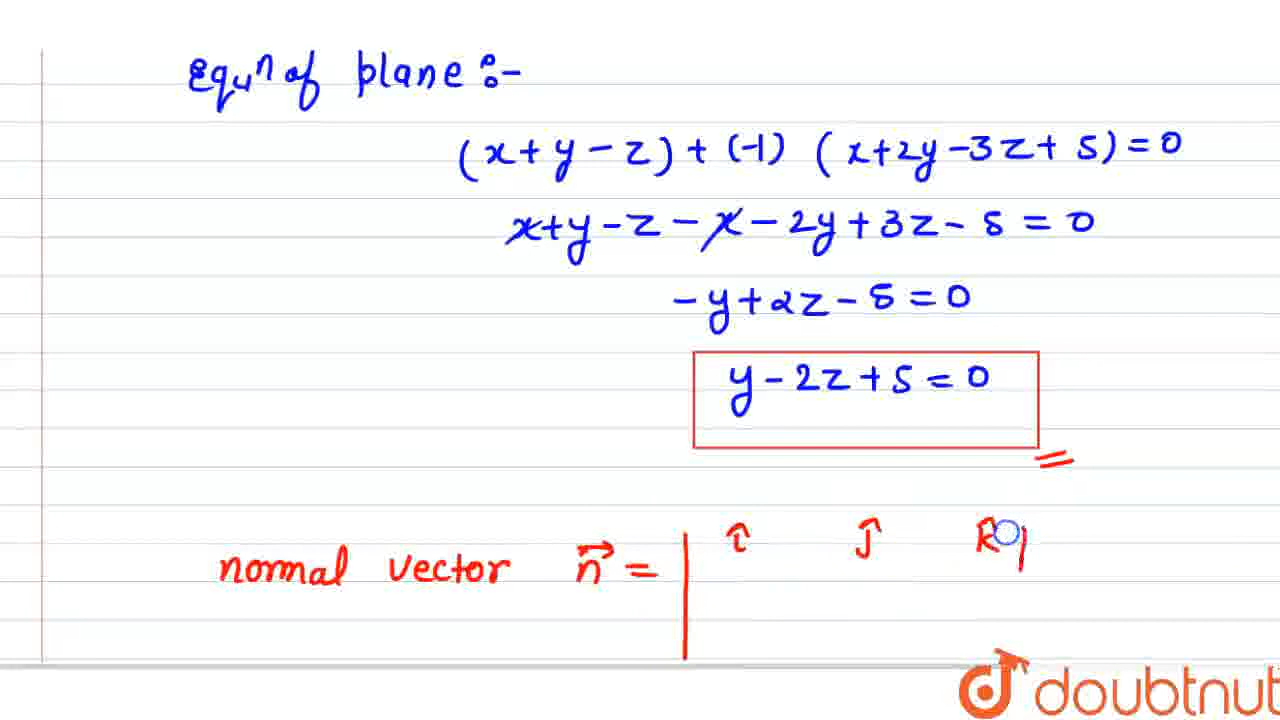 Equⁿ of plane :-
(x + y - z) + (-1) (x + 2y - 3z + 5) = 0
x + y - z - x - 2y + 3z - 5 = 0
- y + 2z - 5 = 0
y - 2z + 5 = 0
normal vector n⃗ = | î ĵ k̂ |
doubtnut